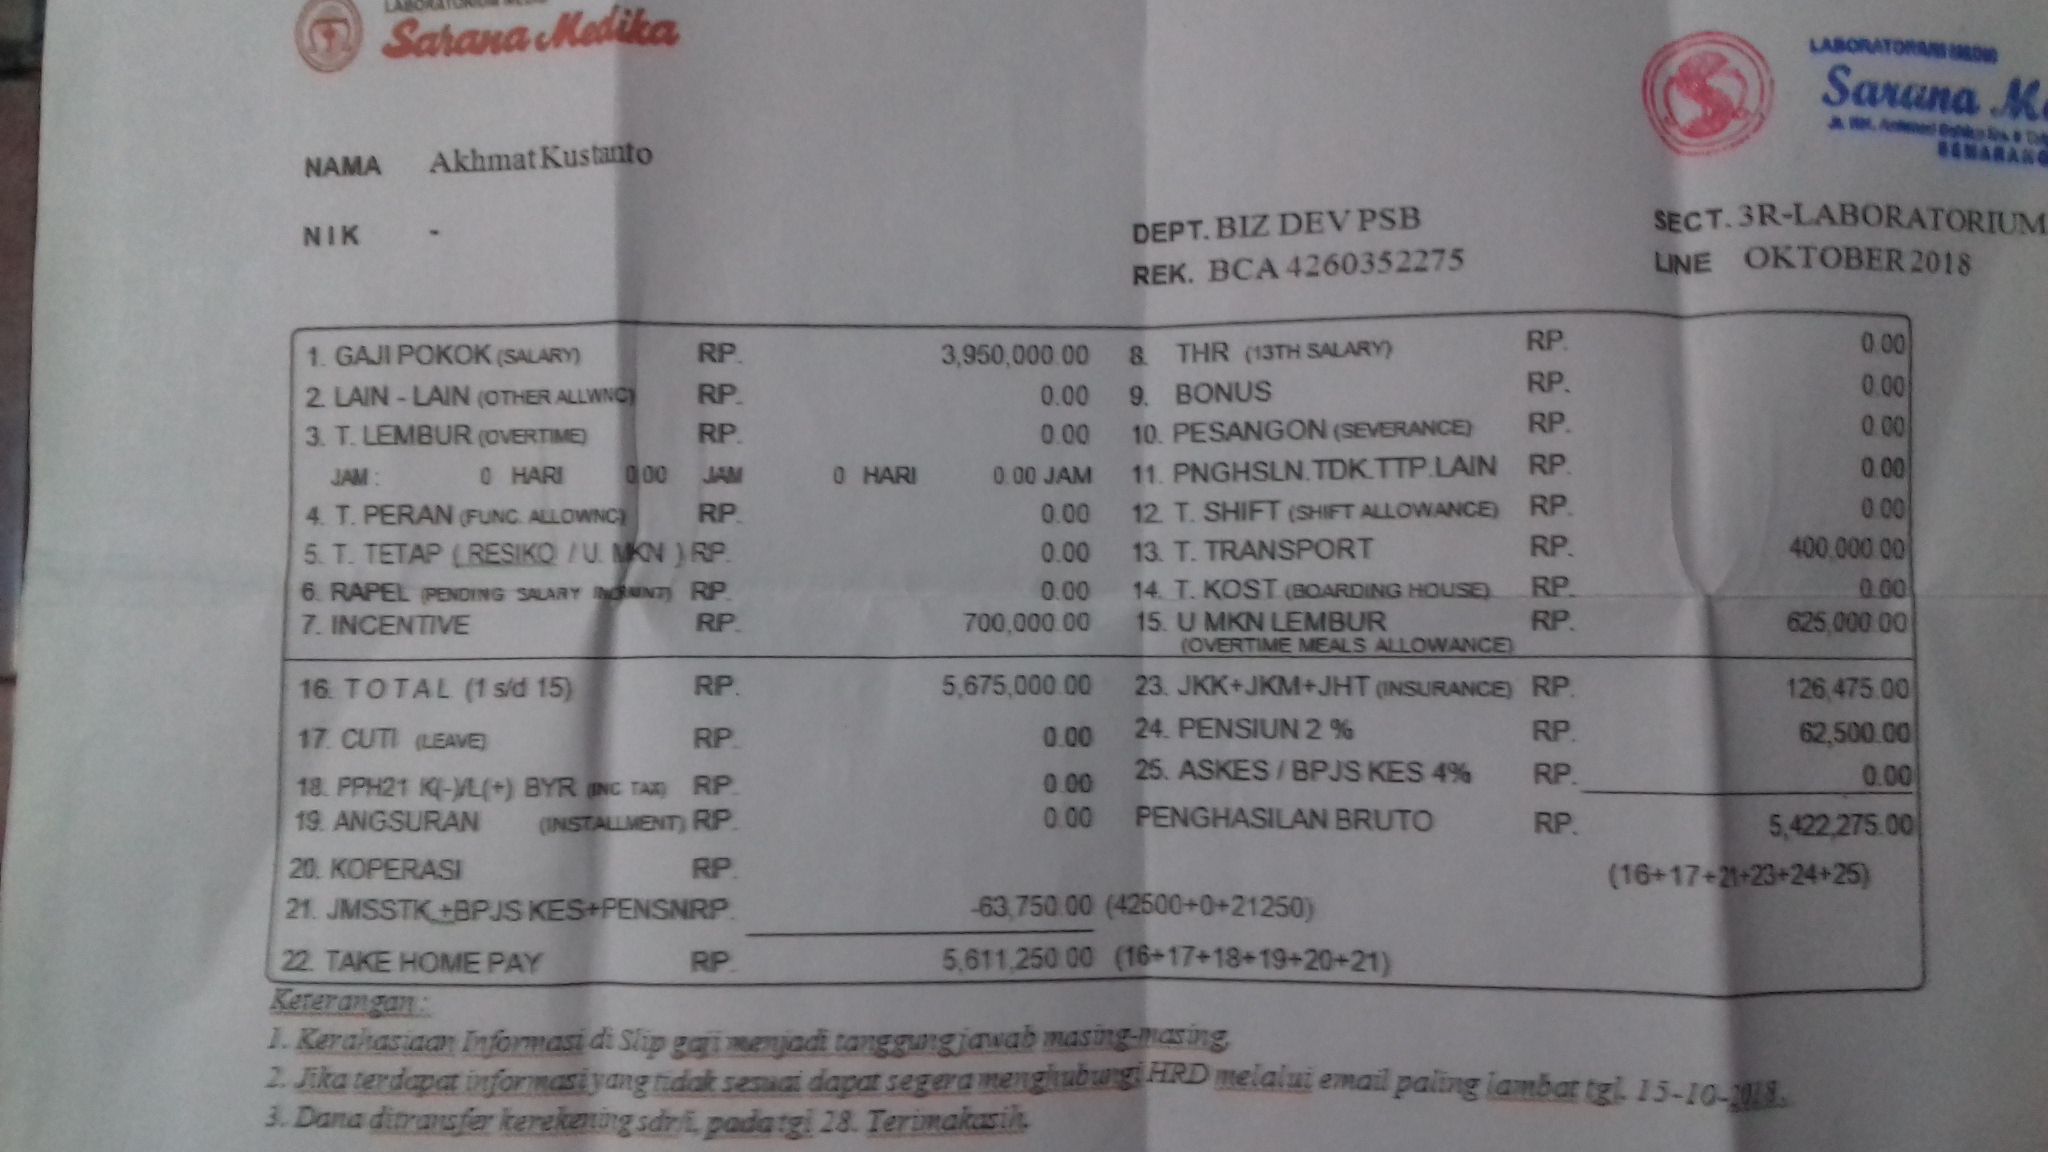 Sarana Medika
LABORATORIUM MEDIS
Sarana
NAMA Akhmat Kustanto
NIK -
DEPT. BIZ DEV PSB
REK. BCA 4260352275
SECT. 3R-LABORATORIUM
LINE OKTOBER 2018
1. GAJI POKOK (SALARY) RP. 3,950,000.00 8. THR (13TH SALARY) RP. 0.00
2. LAIN - LAIN (OTHER ALLWNC) RP. 0.00 9. BONUS RP. 0.00
3. T. LEMBUR (OVERTIME) RP. 0.00 10. PESANGON (SEVERANCE) RP. 0.00
JAM : 0 HARI 0.00 JAM 0 HARI 0.00 JAM 11. PNGHSLN.TDK.TTP.LAIN RP. 0.00
4. T. PERAN (FUNC. ALLOWNC) RP. 0.00 12. T. SHIFT (SHIFT ALLOWANCE) RP. 0.00
5. T. TETAP ( RESIKO / U. MKN ) RP. 0.00 13. T. TRANSPORT RP. 400,000.00
6. RAPEL (PENDING SALARY RP. 0.00 14. T. KOST (BOARDING HOUSE) RP. 0.00
7. INCENTIVE RP. 700,000.00 15. U MKN LEMBUR RP. 625,000.00
(OVERTIME MEALS ALLOWANCE)
16. T O T A L (1 s/d 15) RP. 5,675,000.00 23. JKK+JKM+JHT (INSURANCE) RP. 126,475.00
17. CUTI (LEAVE) RP. 0.00 24. PENSIUN 2 % RP. 62,500.00
18. PPH21 K(-)/L(+) BYR (INC TAX) RP. 0.00 25. ASKES / BPJS KES 4% RP. 0.00
19. ANGSURAN (INSTALLMENT) RP. 0.00 PENGHASILAN BRUTO RP. 5,422,275.00
20. KOPERASI RP. (16+17+21+23+24+25)
21. JMSSTK.+BPJS KES+PENSNRP. -63,750.00 (42500+0+21250)
22. TAKE HOME PAY RP. 5,611,250.00 (16+17+18+19+20+21)
Keterangan :
1. Kerahasiaan Informasi di Slip gaji menjadi tanggung jawab masing-masing.
2. Jika terdapat informasi yang tidak sesuai dapat segera menghubungi HRD melalui email paling lambat tgl. 15-10-2018.
3. Dana ditransfer kerekening sdr/i, pada tgl 28. Terimakasih.